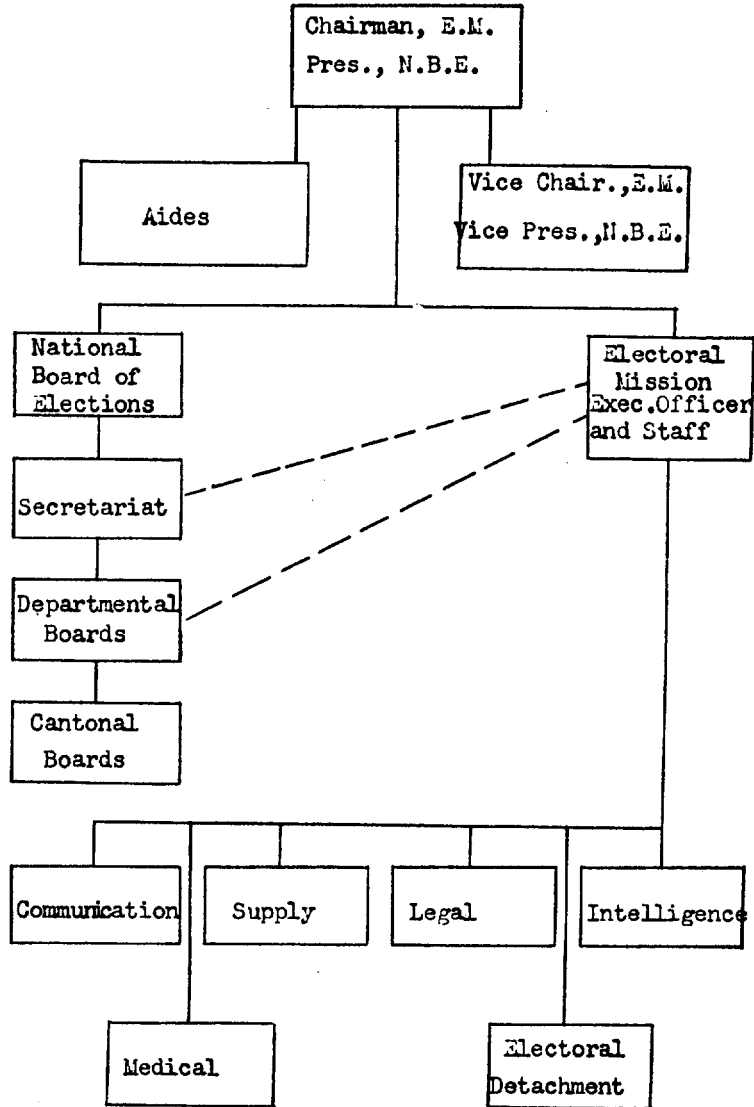 Chairman, E.M.
Pres., N.B.E.
Aides
Vice Chair.,E.M.
Vice Pres.,N.B.E.
National
Board of
Elections
Electoral
Mission
Exec.Officer
and Staff
Secretariat
Departmental
Boards
Cantonal
Boards
Communication
Supply
Legal
Intelligence
Medical
Electoral
Detachment